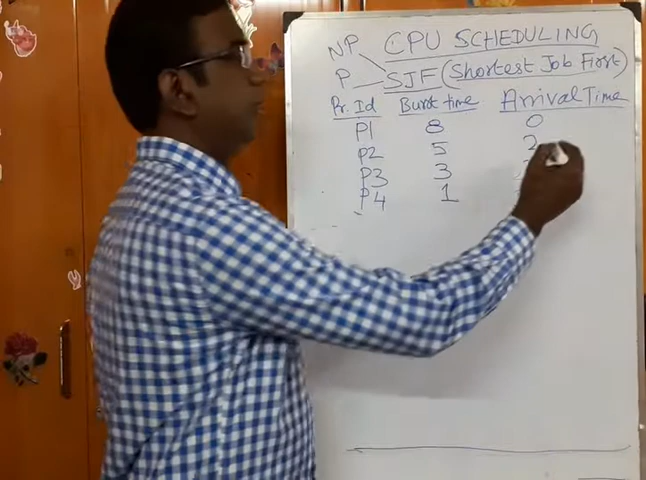 NP CPU SCHEDULING
P SJF (Shortest Job First)
Pr. Id Burst time Arrival Time
P1 8 0
P2 5 2
P3 3
P4 1